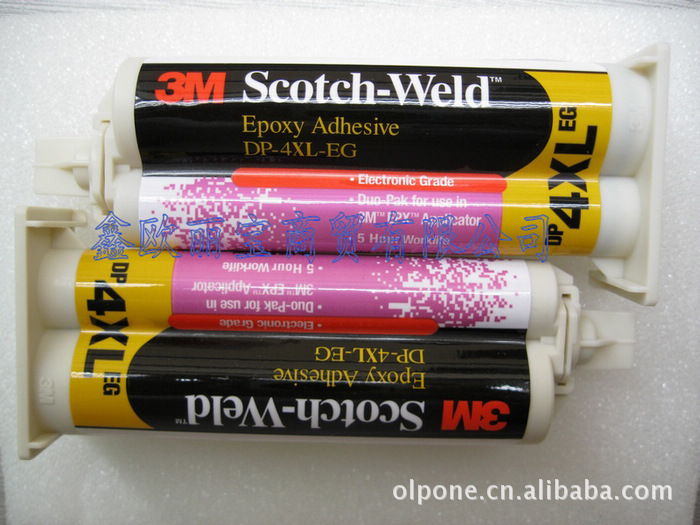 3M Scotch-Weld™
Epoxy Adhesive
DP-4XL-EG
• Electronic Grade
• Duo-Pak for use in
3M™ EPX™ Applicator
5 Hour Worklife
DP 4XL EG
鑫欧丽宝商贸有限公司
DP 4XL EG
3M Scotch-Weld™
Epoxy Adhesive
DP-4XL-EG
• Electronic Grade
• Duo-Pak for use in
3M™ EPX™ Applicator
• 5 Hour Worklife
3M
olpone.cn.alibaba.com